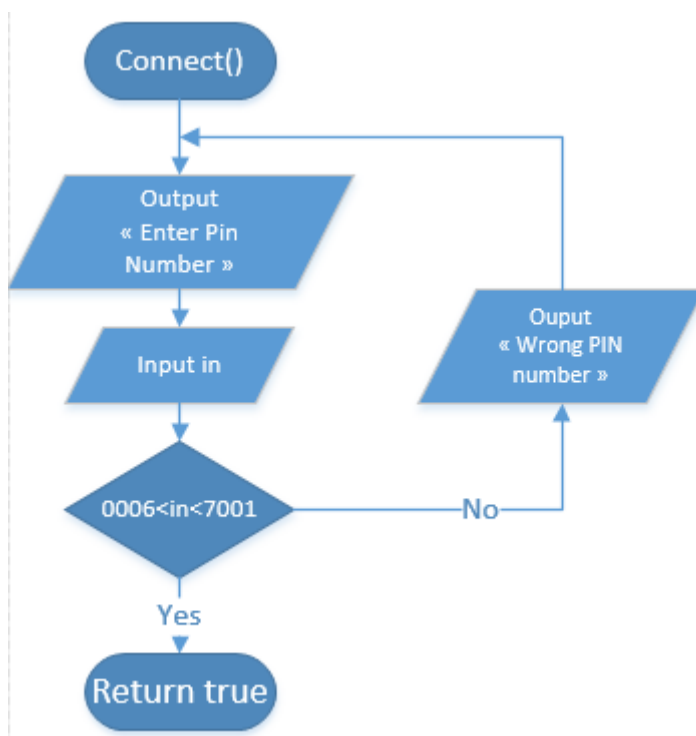 Connect()
Output
« Enter Pin
Number »
Input in
0006<in<7001
Yes
Return true
No
Ouput
« Wrong PIN
number »